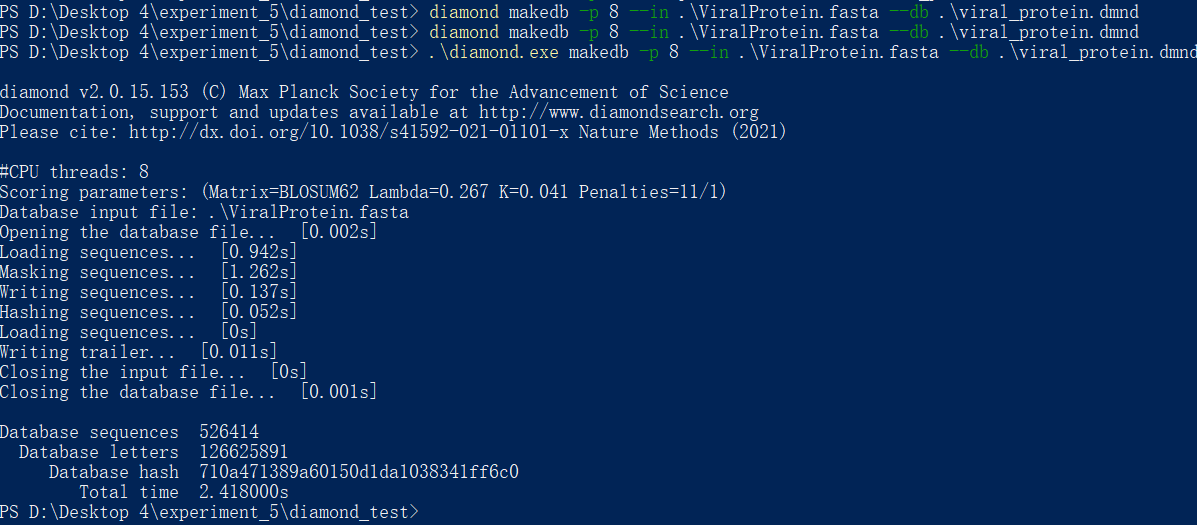 PS D:\Desktop 4\experiment_5\diamond_test> diamond makedb -p 8 --in .\ViralProtein.fasta --db .\viral_protein.dmnd
PS D:\Desktop 4\experiment_5\diamond_test> diamond makedb -p 8 --in .\ViralProtein.fasta --db .\viral_protein.dmnd
PS D:\Desktop 4\experiment_5\diamond_test> .\diamond.exe makedb -p 8 --in .\ViralProtein.fasta --db .\viral_protein.dmnd
diamond v2.0.15.153 (C) Max Planck Society for the Advancement of Science
Documentation, support and updates available at http://www.diamondsearch.org
Please cite: http://dx.doi.org/10.1038/s41592-021-01101-x Nature Methods (2021)
#CPU threads: 8
Scoring parameters: (Matrix=BLOSUM62 Lambda=0.267 K=0.041 Penalties=11/1)
Database input file: .\ViralProtein.fasta
Opening the database file...  [0.002s]
Loading sequences...  [0.942s]
Masking sequences...  [1.262s]
Writing sequences...  [0.137s]
Hashing sequences...  [0.052s]
Loading sequences...  [0s]
Writing trailer...  [0.011s]
Closing the input file...  [0s]
Closing the database file...  [0.001s]
Database sequences  526414
Database letters  126625891
Database hash  710a471389a60150d1da1038341ff6c0
Total time  2.418000s
PS D:\Desktop 4\experiment_5\diamond_test>